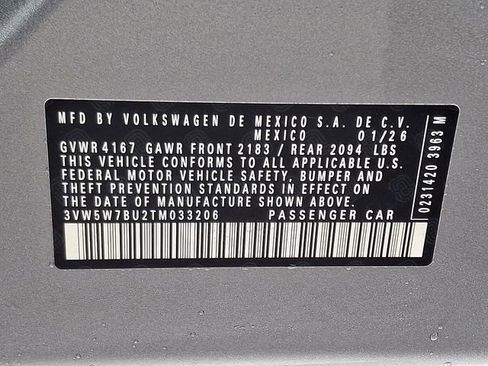 MFD BY VOLKSWAGEN DE MEXICO S.A. DE C.V.
MEXICO 01/26
GVWR 4167 GAWR FRONT 2183 / REAR 2094 LBS
THIS VEHICLE CONFORMS TO ALL APPLICABLE U.S.
FEDERAL MOTOR VEHICLE SAFETY, BUMPER AND
THEFT PREVENTION STANDARDS IN EFFECT ON
THE DATE OF MANUFACTURE SHOWN ABOVE.
3VW5W7BU2TM033206 PASSENGER CAR
0231420 3963 M